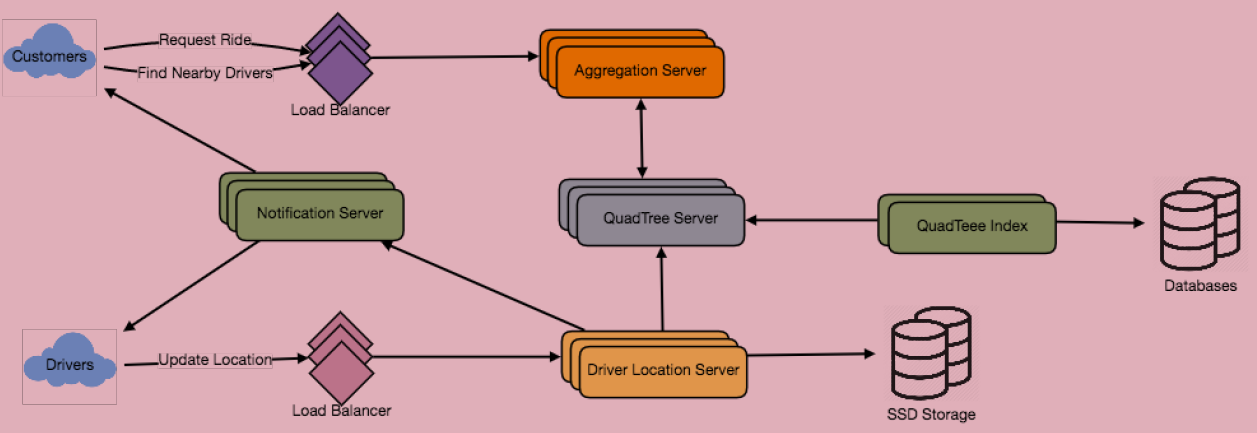 Customers
Request Ride
Find Nearby Drivers
Load Balancer
Aggregation Server
Notification Server
QuadTree Server
QuadTeee Index
Databases
Drivers
Update Location
Load Balancer
Driver Location Server
SSD Storage